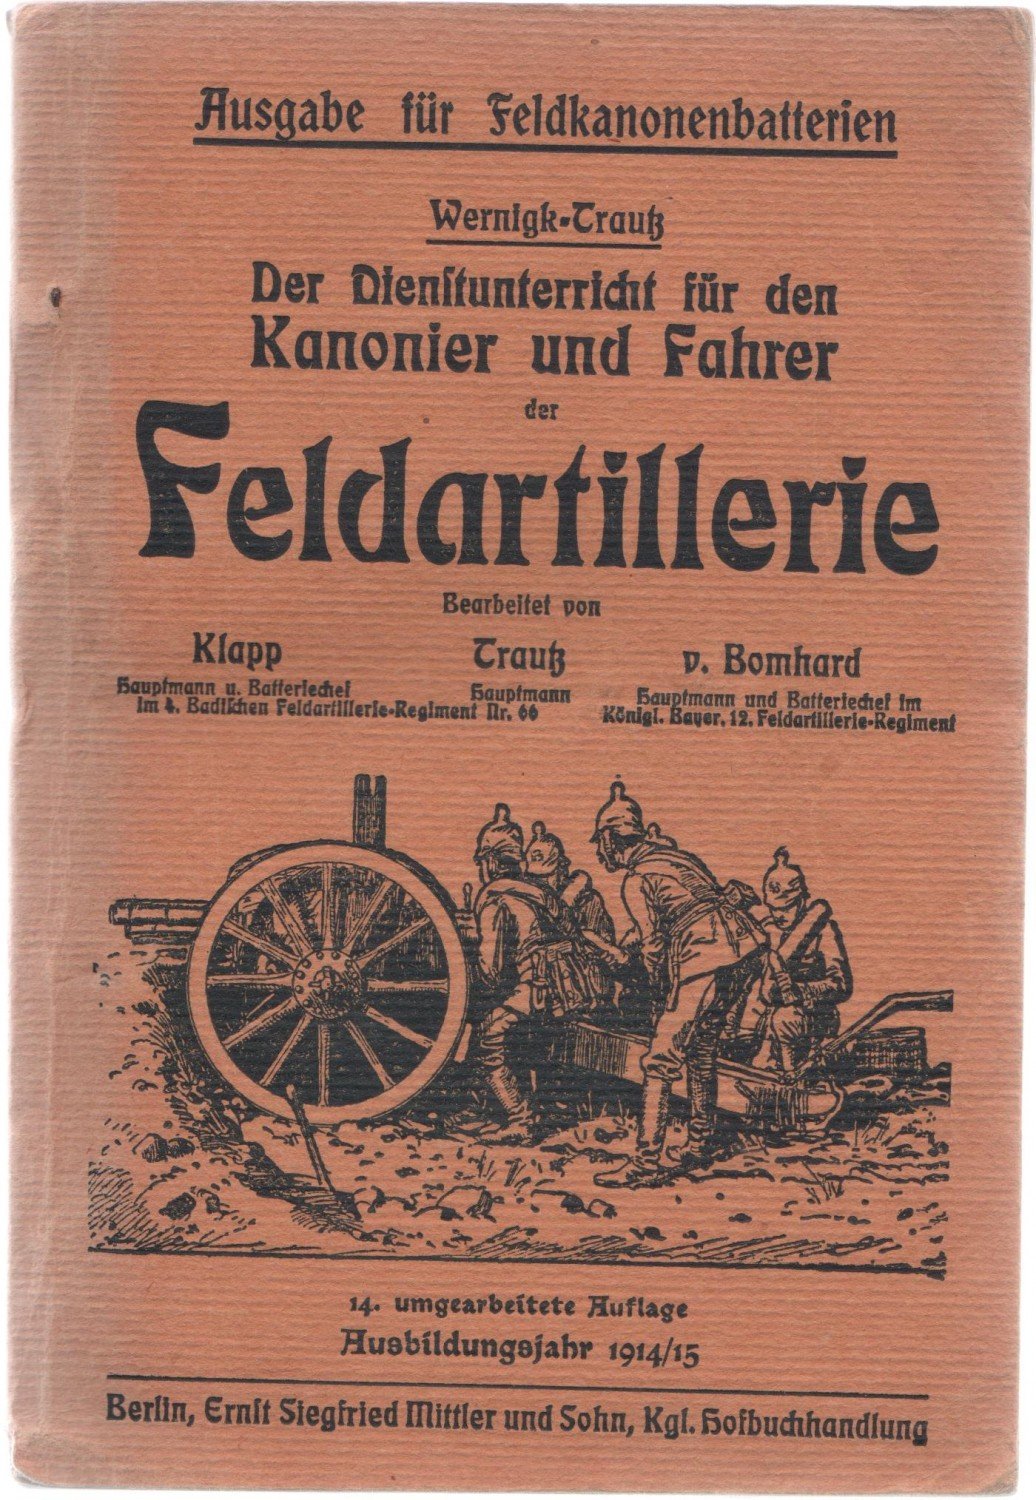 Ausgabe für Feldkanonenbatterien
Wernigk-Trautz
Der Dienſtunterricht für den
Kanonier und Fahrer
der
Feldartillerie
Bearbeitet von
Klapp
Hauptmann u. Batteriechef
im 4. Badiſchen Feldartillerie-Regiment Nr. 66
Trautz
Hauptmann
v. Bomhard
Hauptmann und Batteriechef im
Königl. Bayer. 12. Feldartillerie-Regiment
14. umgearbeitete Auflage
Ausbildungsjahr 1914/15
Berlin, Ernſt Siegfried Mittler und Sohn, Kgl. Hofbuchhandlung